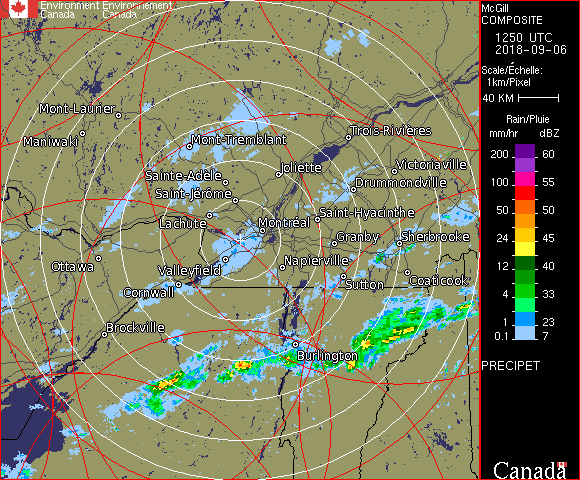 Environment Environnement
Canada Canada
McGill
COMPOSITE
1250 UTC
2018-09-06
Scale/Échelle:
1km/Pixel
40 KM
Rain/Pluie
mm/hr dBZ
200 60
100 55
50 50
24 45
12 40
4 33
1 23
0.1 7
PRECIPET
Canada
Mont-Laurier
Maniwaki
Mont-Tremblant
Trois-Rivières
Sainte-Adèle
Joliette
Victoriaville
Saint-Jérôme
Drummondville
Lachute
Montréal
Saint-Hyacinthe
Granby
Sherbrooke
Ottawa
Valleyfield
Napierville
Cornwall
Sutton
Coaticook
Brockville
Burlington